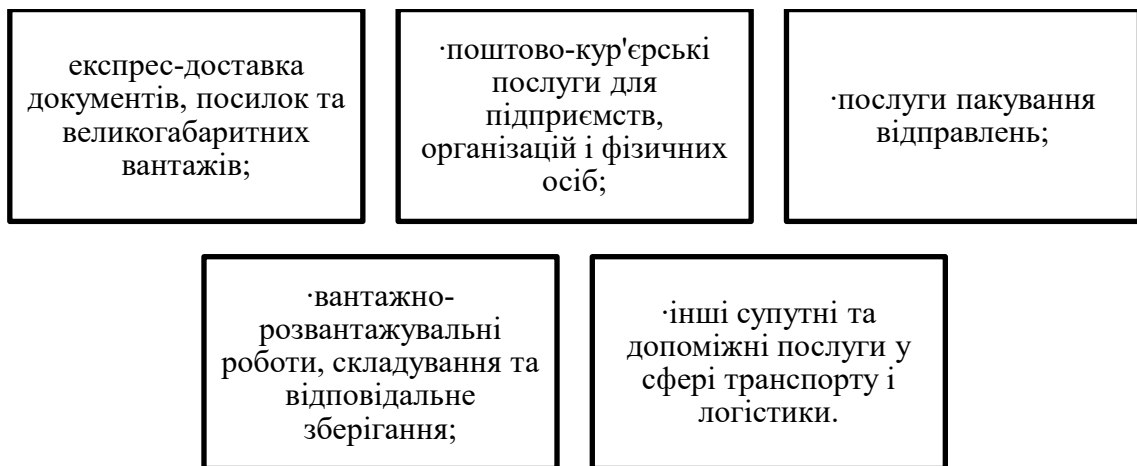 експрес-доставка
документів, посилок та
великогабаритних
вантажів;
·поштово-кур'єрські
послуги для
підприємств,
організацій і фізичних
осіб;
·послуги пакування
відправлень;
·вантажно-
розвантажувальні
роботи, складування та
відповідальне
зберігання;
·інші супутні та
допоміжні послуги у
сфері транспорту і
логістики.